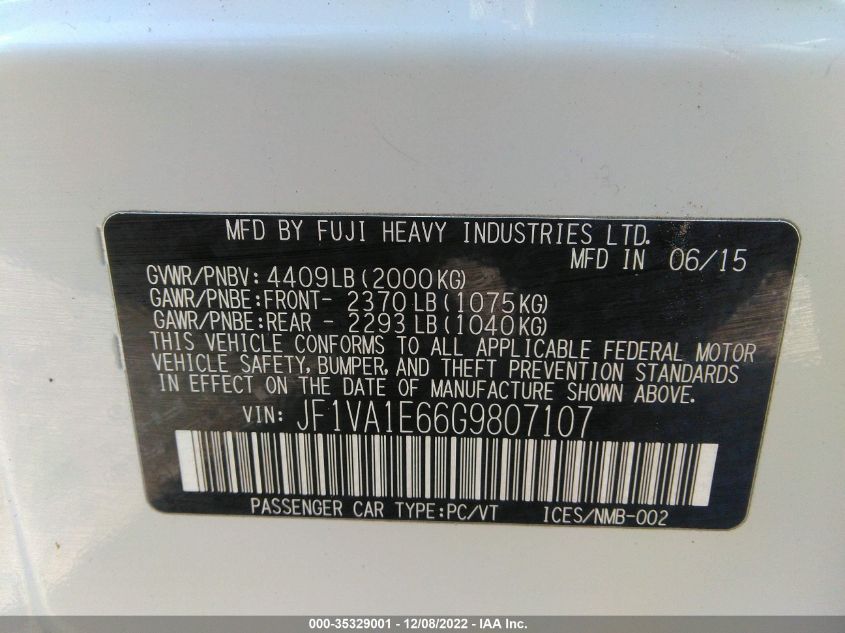 MFD BY FUJI HEAVY INDUSTRIES LTD.
MFD IN 06/15
GVWR/PNBV: 4409LB(2000KG)
GAWR/PNBE:FRONT- 2370LB(1075KG)
GAWR/PNBE:REAR - 2293LB(1040KG)
THIS VEHICLE CONFORMS TO ALL APPLICABLE FEDERAL MOTOR
VEHICLE SAFETY, BUMPER, AND THEFT PREVENTION STANDARDS
IN EFFECT ON THE DATE OF MANUFACTURE SHOWN ABOVE.
VIN: JF1VA1E66G9807107
PASSENGER CAR TYPE:PC/VT ICES/NMB-002
000-35329001 - 12/08/2022 - IAA Inc.